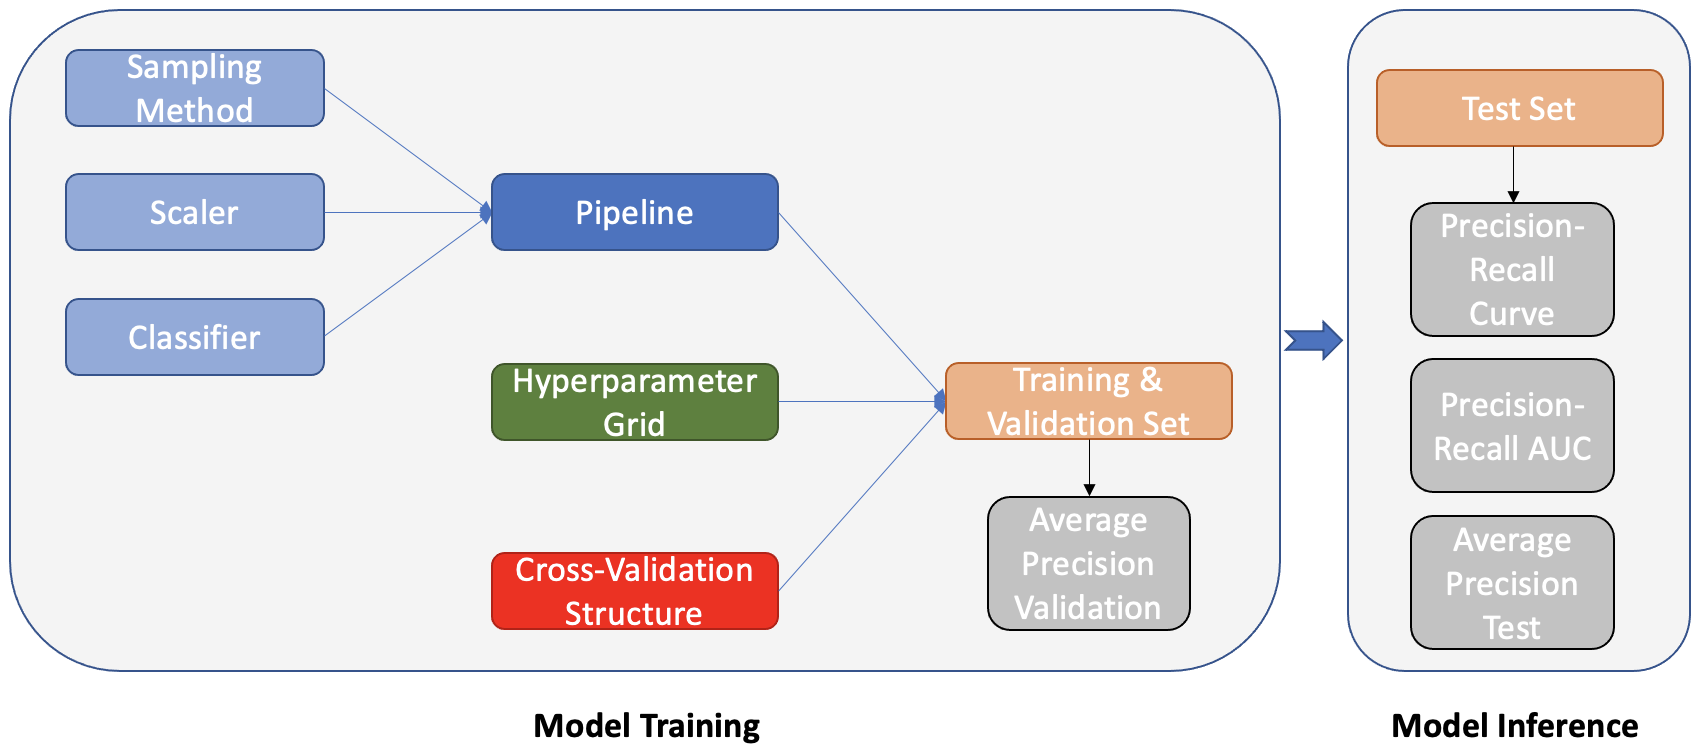 Sampling
Method
Scaler
Classifier
Pipeline
Hyperparameter
Grid
Cross-Validation
Structure
Training &
Validation Set
Average
Precision
Validation
Model Training
Test Set
Precision-
Recall
Curve
Precision-
Recall AUC
Average
Precision
Test
Model Inference